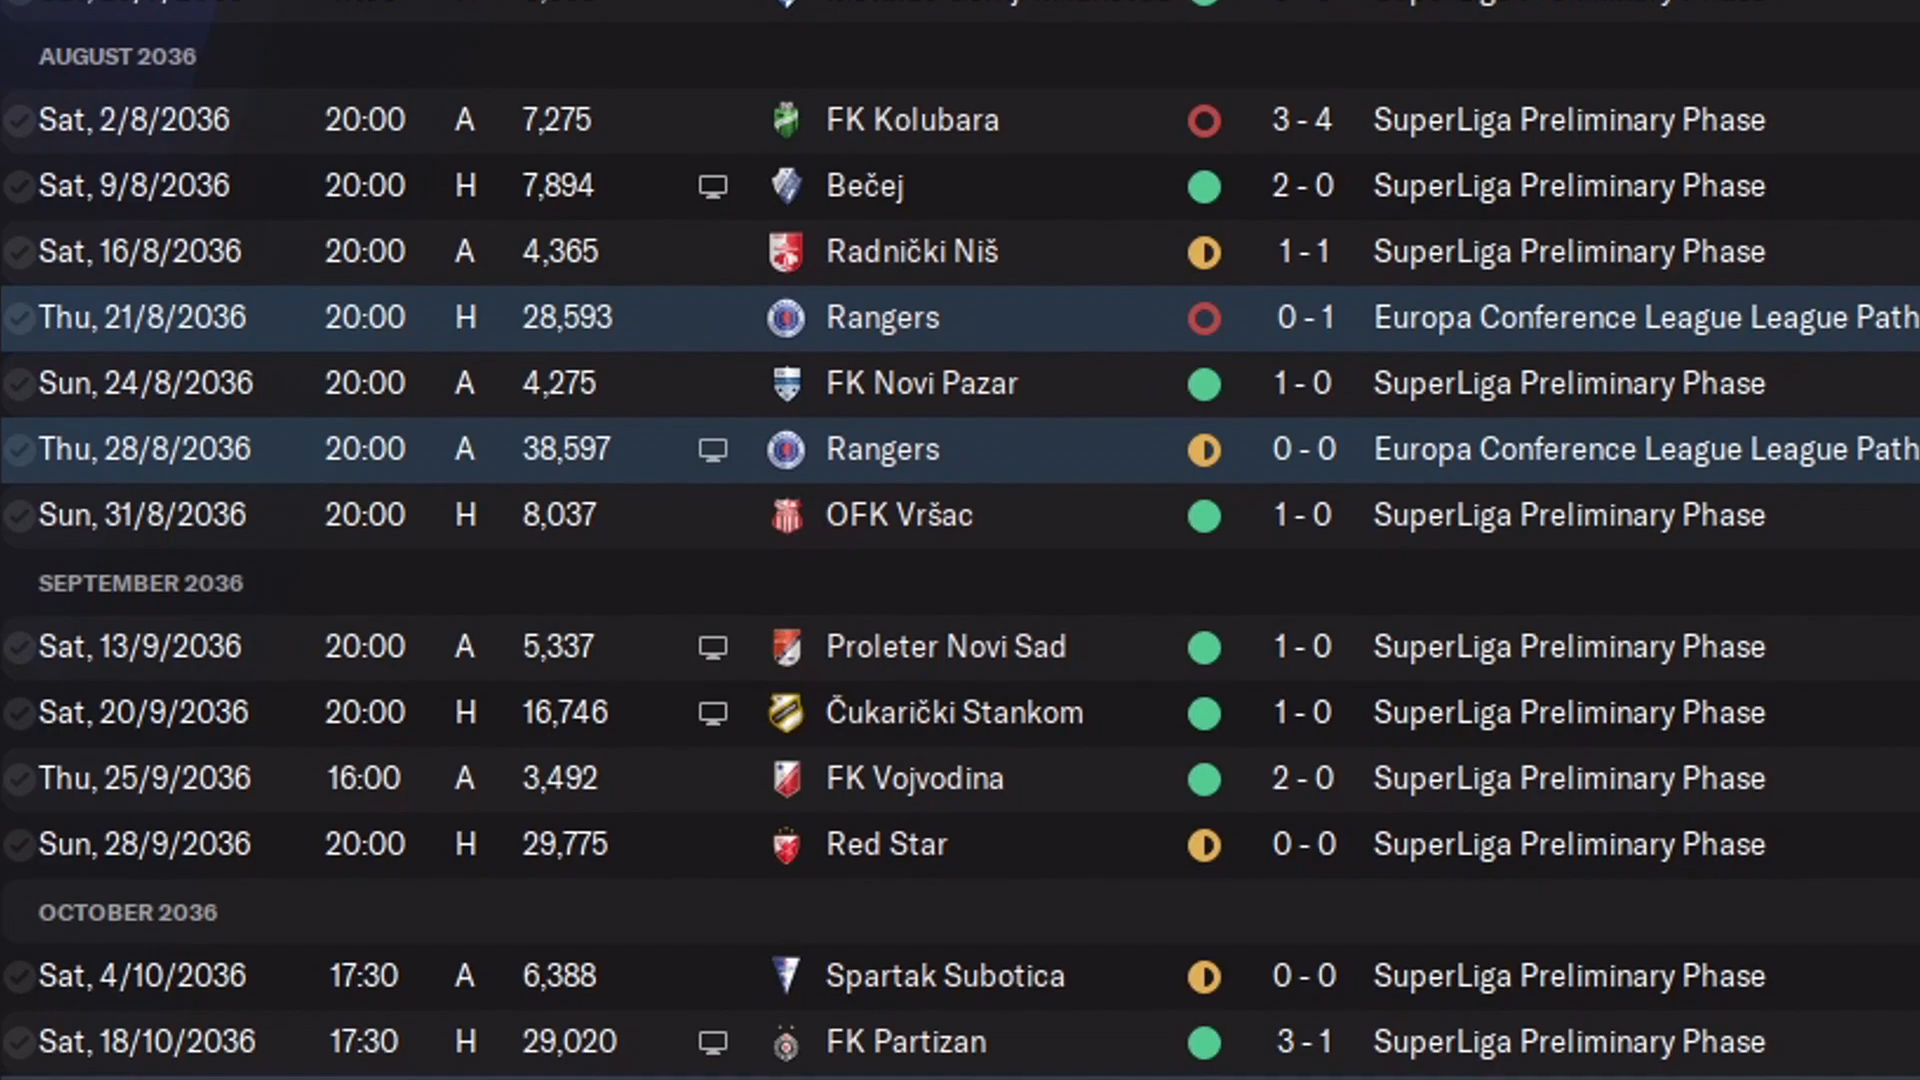 AUGUST 2036
Sat, 2/8/2036 20:00 A 7,275 FK Kolubara 3 - 4 SuperLiga Preliminary Phase
Sat, 9/8/2036 20:00 H 7,894 Bečej 2 - 0 SuperLiga Preliminary Phase
Sat, 16/8/2036 20:00 A 4,365 Radnički Niš 1 - 1 SuperLiga Preliminary Phase
Thu, 21/8/2036 20:00 H 28,593 Rangers 0 - 1 Europa Conference League League Path
Sun, 24/8/2036 20:00 A 4,275 FK Novi Pazar 1 - 0 SuperLiga Preliminary Phase
Thu, 28/8/2036 20:00 A 38,597 Rangers 0 - 0 Europa Conference League League Path
Sun, 31/8/2036 20:00 H 8,037 OFK Vršac 1 - 0 SuperLiga Preliminary Phase
SEPTEMBER 2036
Sat, 13/9/2036 20:00 A 5,337 Proleter Novi Sad 1 - 0 SuperLiga Preliminary Phase
Sat, 20/9/2036 20:00 H 16,746 Čukarički Stankom 1 - 0 SuperLiga Preliminary Phase
Thu, 25/9/2036 16:00 A 3,492 FK Vojvodina 2 - 0 SuperLiga Preliminary Phase
Sun, 28/9/2036 20:00 H 29,775 Red Star 0 - 0 SuperLiga Preliminary Phase
OCTOBER 2036
Sat, 4/10/2036 17:30 A 6,388 Spartak Subotica 0 - 0 SuperLiga Preliminary Phase
Sat, 18/10/2036 17:30 H 29,020 FK Partizan 3 - 1 SuperLiga Preliminary Phase